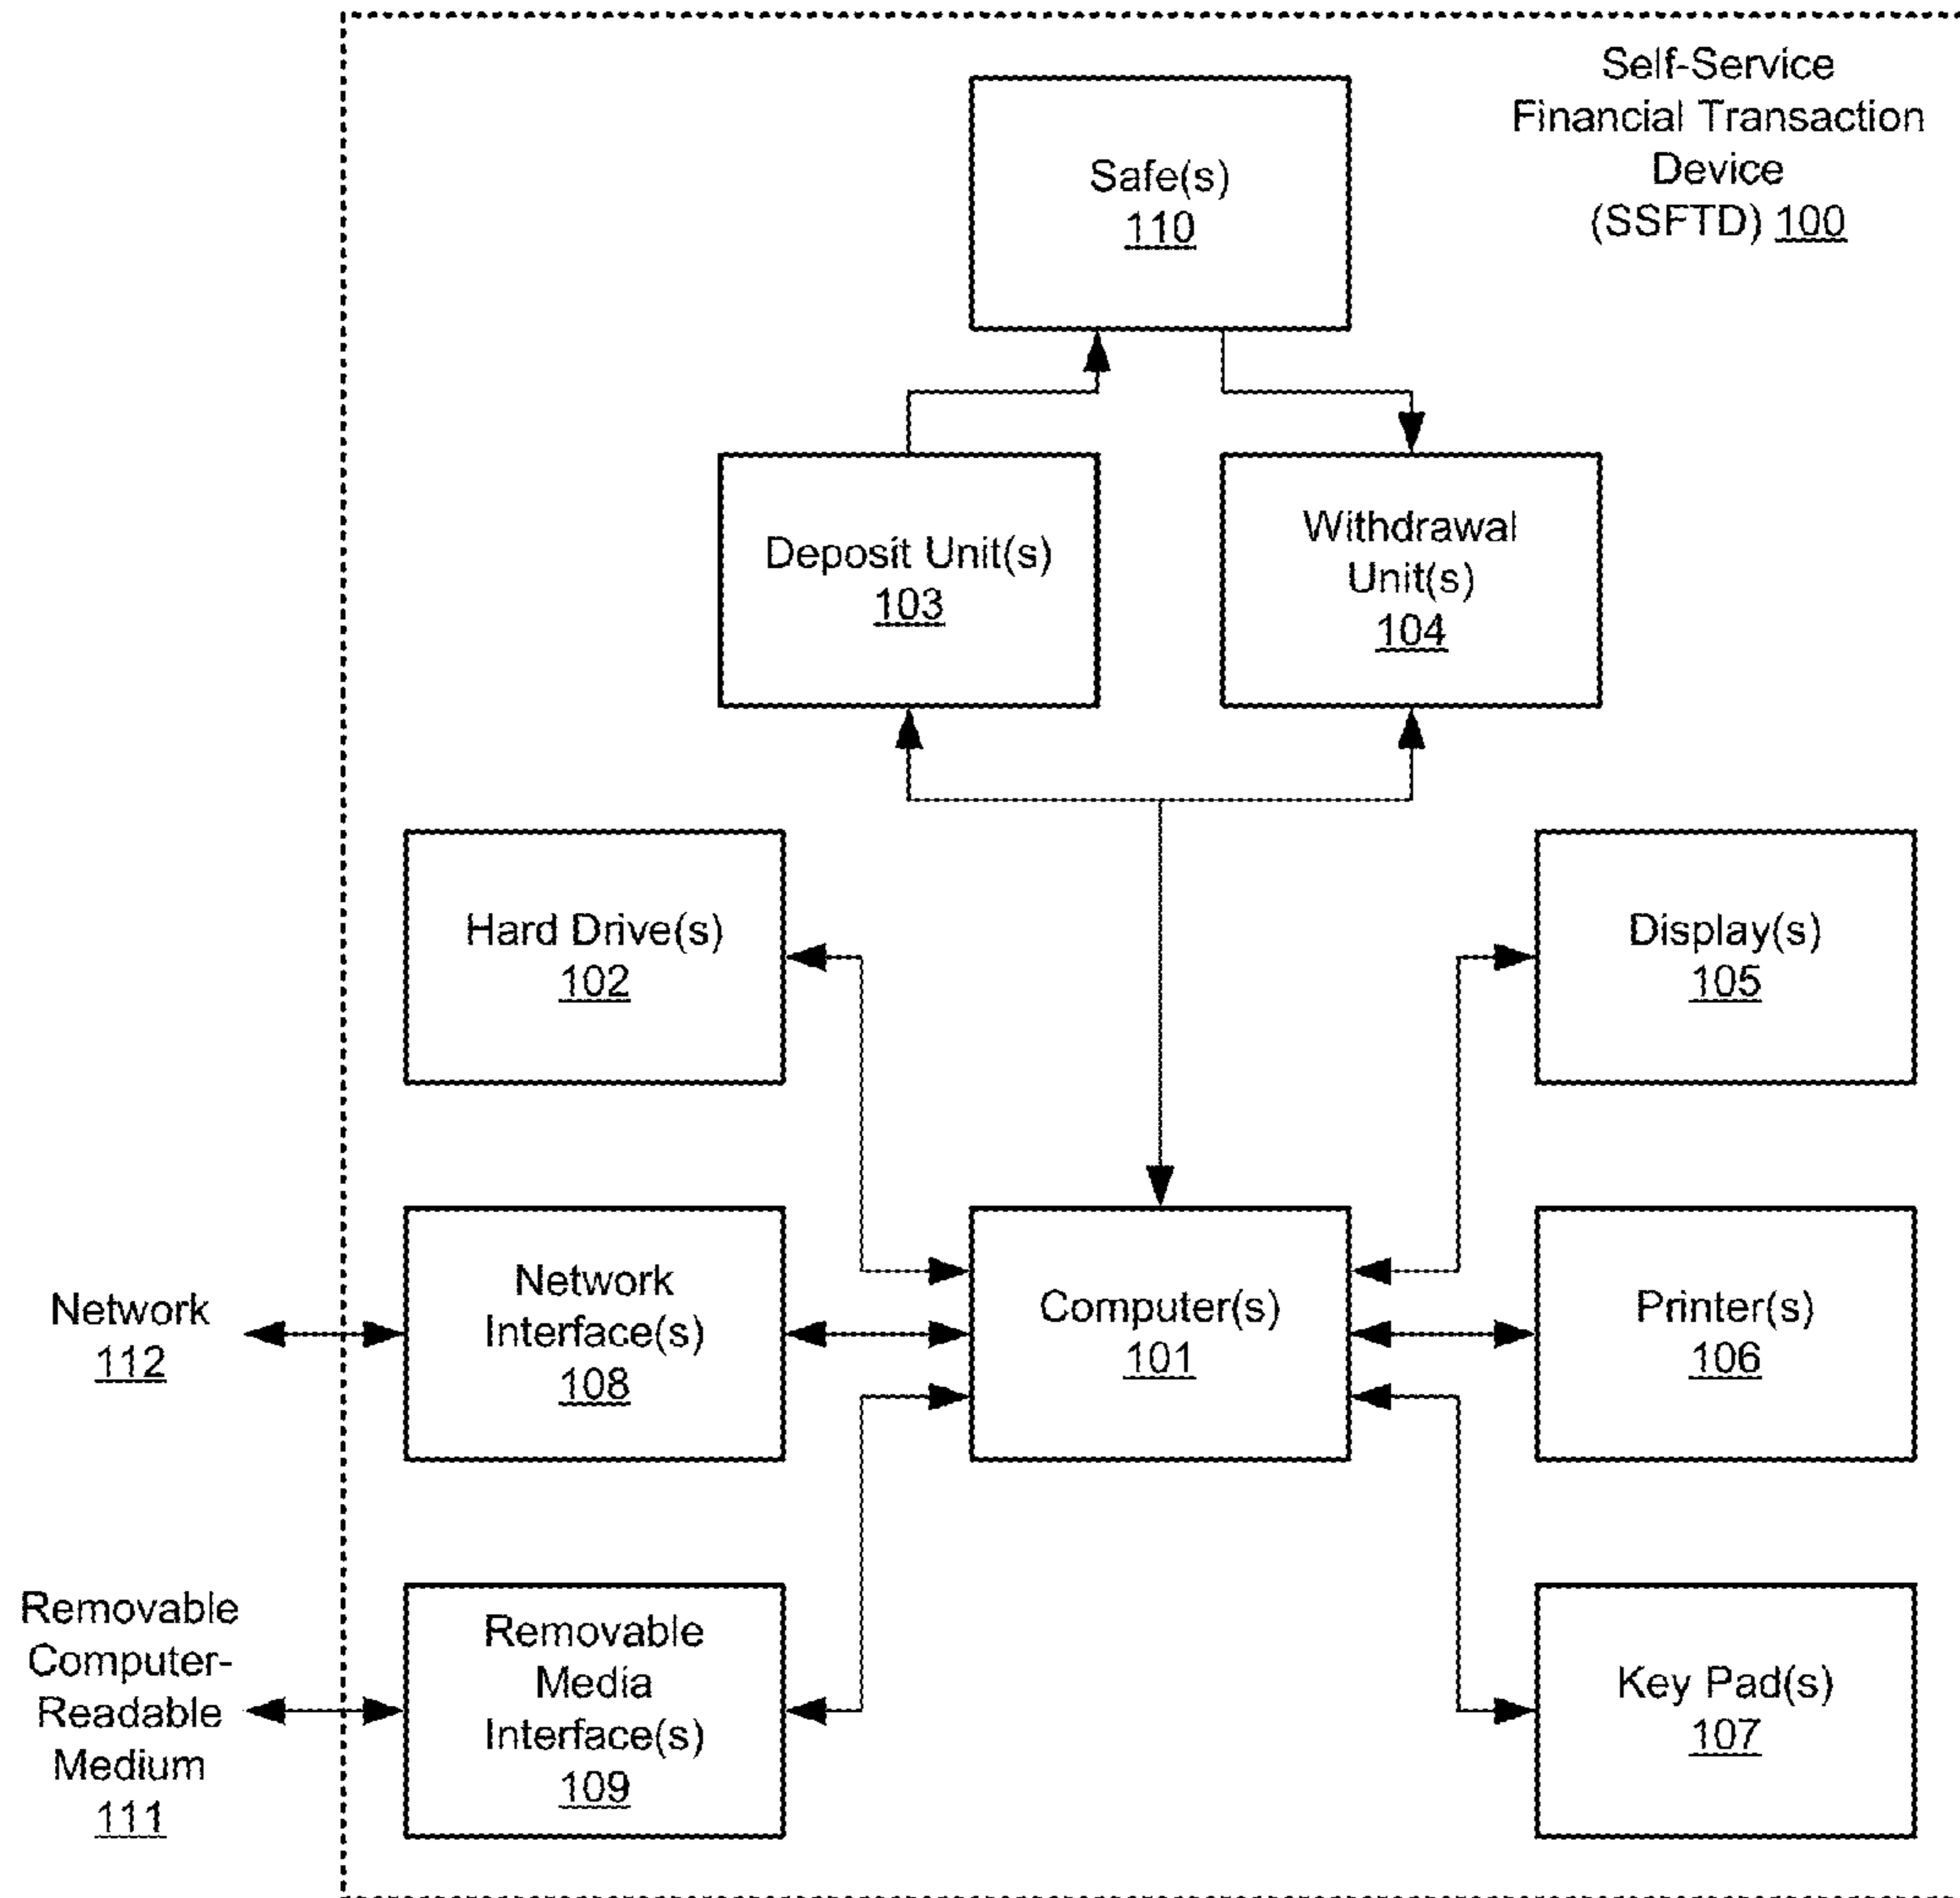 Self-Service
Financial Transaction
Device
(SSFTD) 100
Safe(s)
110
Deposit Unit(s)
103
Withdrawal
Unit(s)
104
Hard Drive(s)
102
Display(s)
105
Network
112
Network
Interface(s)
108
Computer(s)
101
Printer(s)
106
Removable
Computer-
Readable
Medium
111
Removable
Media
Interface(s)
109
Key Pad(s)
107